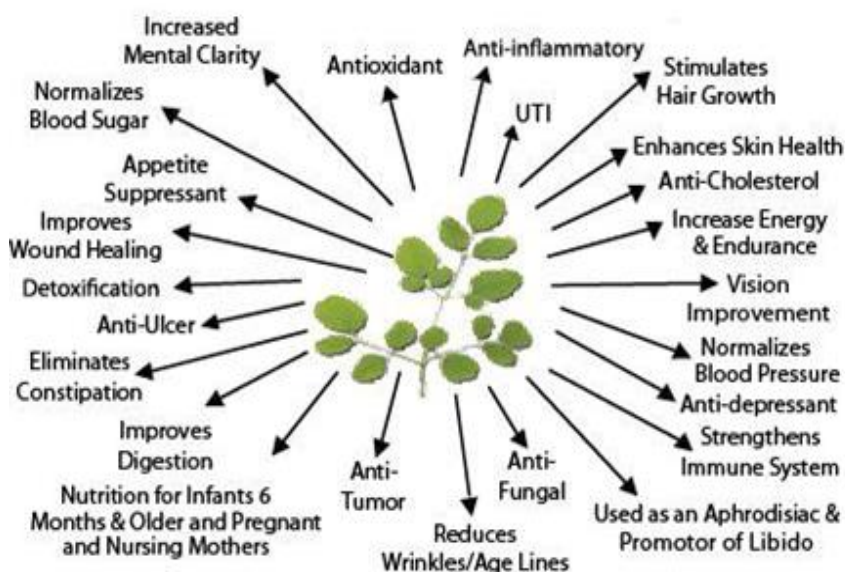 Increased
Mental Clarity
Antioxidant
Anti-inflammatory
Stimulates
Hair Growth
UTI
Normalizes
Blood Sugar
Enhances Skin Health
Appetite
Suppressant
Anti-Cholesterol
Improves
Wound Healing
Increase Energy
& Endurance
Detoxification
Vision
Improvement
Anti-Ulcer
Normalizes
Blood Pressure
Eliminates
Constipation
Anti-depressant
Improves
Digestion
Strengthens
Immune System
Nutrition for Infants 6
Months & Older and Pregnant
and Nursing Mothers
Anti-
Tumor
Reduces
Wrinkles/Age Lines
Anti-
Fungal
Used as an Aphrodisiac &
Promotor of Libido